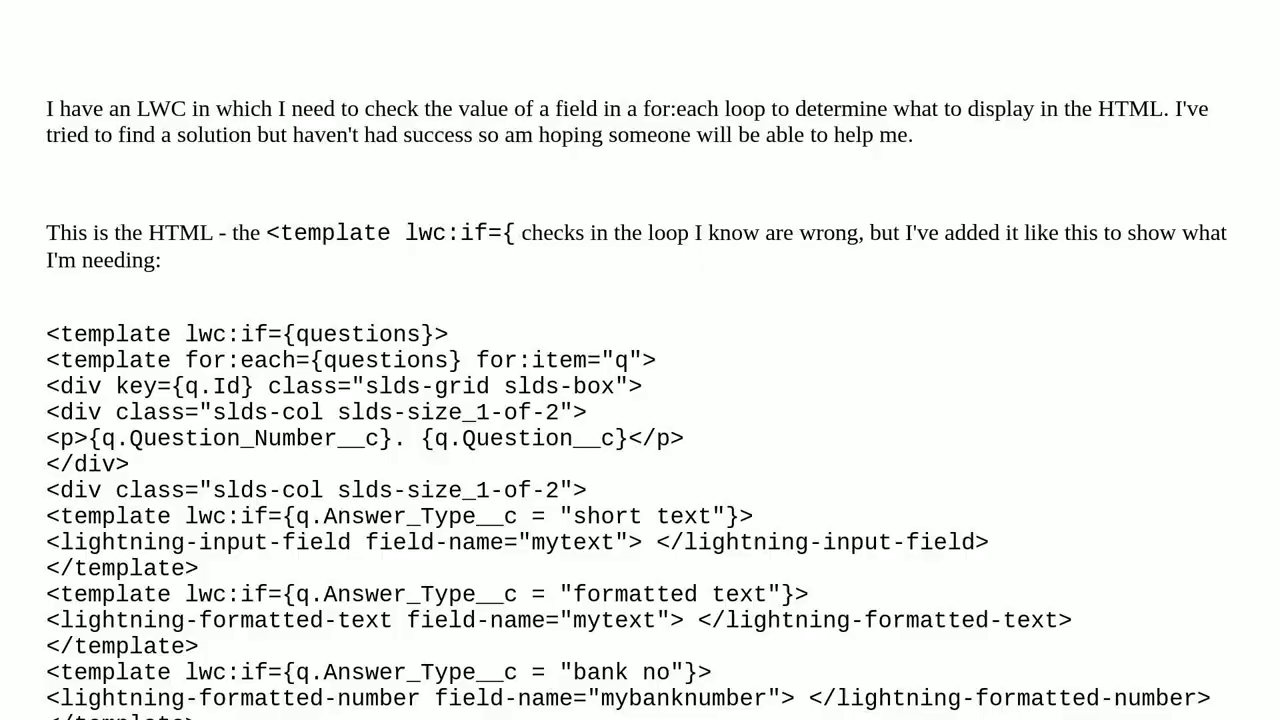 I have an LWC in which I need to check the value of a field in a for:each loop to determine what to display in the HTML. I've
tried to find a solution but haven't had success so am hoping someone will be able to help me.
This is the HTML - the <template lwc:if={ checks in the loop I know are wrong, but I've added it like this to show what
I'm needing:
<template lwc:if={questions}>
<template for:each={questions} for:item="q">
<div key={q.Id} class="slds-grid slds-box">
<div class="slds-col slds-size_1-of-2">
<p>{q.Question_Number__c}. {q.Question__c}</p>
</div>
<div class="slds-col slds-size_1-of-2">
<template lwc:if={q.Answer_Type__c = "short text"}>
<lightning-input-field field-name="mytext"> </lightning-input-field>
</template>
<template lwc:if={q.Answer_Type__c = "formatted text"}>
<lightning-formatted-text field-name="mytext"> </lightning-formatted-text>
</template>
<template lwc:if={q.Answer_Type__c = "bank no"}>
<lightning-formatted-number field-name="mybanknumber"> </lightning-formatted-number>
</template>